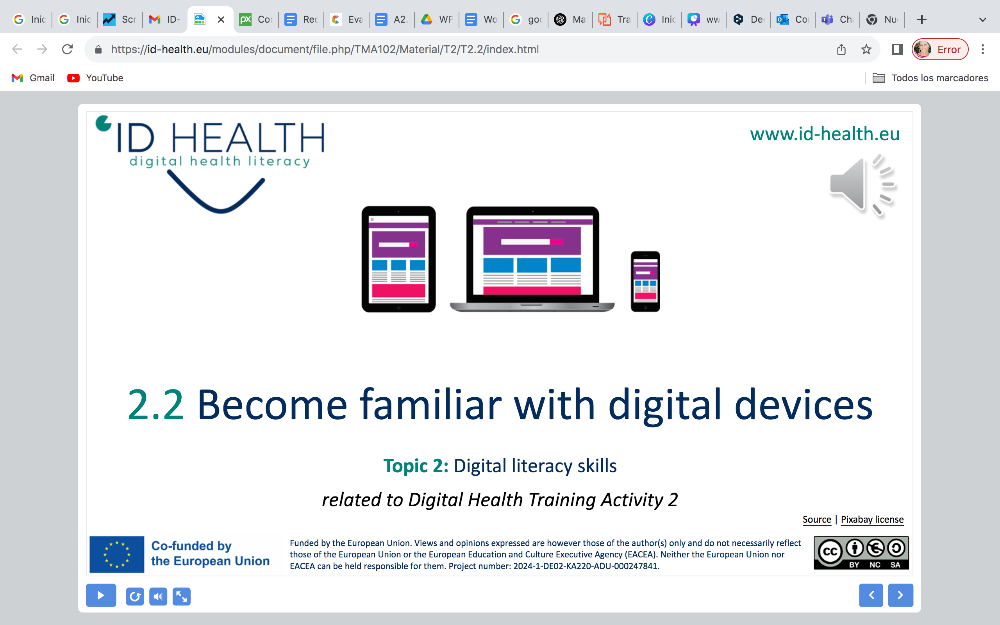 Inic
Inic
Scr
ID-
Cor
Rec
Eva
A2.
WP
Wo
goo
Ma
Tra
Inic
ww
De
Co
Cha
Nu
https://id-health.eu/modules/document/file.php/TMA102/Material/T2/T2.2/index.html
Error
Gmail
YouTube
Todos los marcadores
ID HEALTH
digital health literacy
www.id-health.eu
2.2 Become familiar with digital devices
Topic 2: Digital literacy skills
related to Digital Health Training Activity 2
Source | Pixabay license
Co-funded by
the European Union
Funded by the European Union. Views and opinions expressed are however those of the author(s) only and do not necessarily reflect
those of the European Union or the European Education and Culture Executive Agency (EACEA). Neither the European Union nor
EACEA can be held responsible for them. Project number: 2024-1-DE02-KA220-ADU-000247841.
CC
BY NC SA